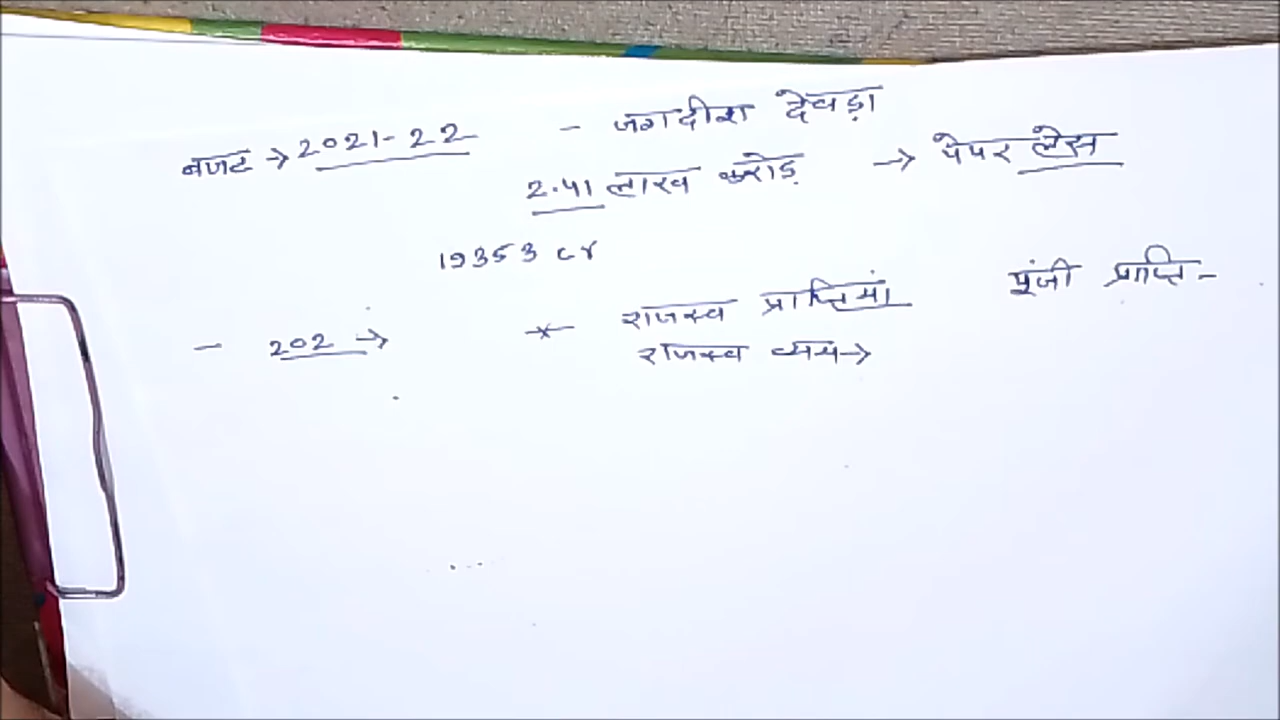 बजट → 2021-22 - जगदीश देवड़ा
2.41 लाख करोड़ → पेपर लेस
19353 cr
- 202 → * राजस्व प्राप्तियां पूंजी प्राप्ति -
राजस्व व्यय →